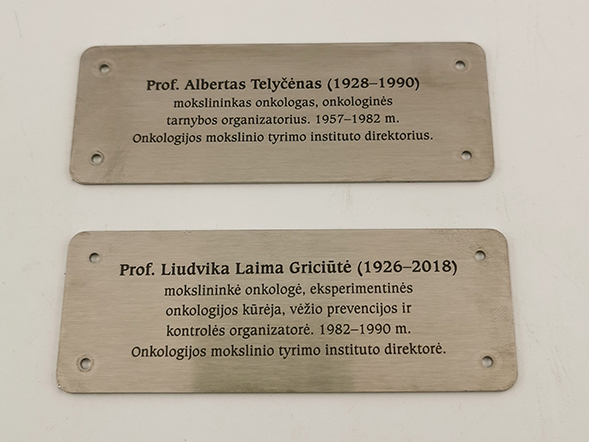 Prof. Albertas Telyčėnas (1928–1990)
mokslininkas onkologas, onkologinės
tarnybos organizatorius. 1957–1982 m.
Onkologijos mokslinio tyrimo instituto direktorius.
Prof. Liudvika Laima Griciūtė (1926–2018)
mokslininkė onkologė, eksperimentinės
onkologijos kūrėja, vėžio prevencijos ir
kontrolės organizatorė. 1982–1990 m.
Onkologijos mokslinio tyrimo instituto direktorė.